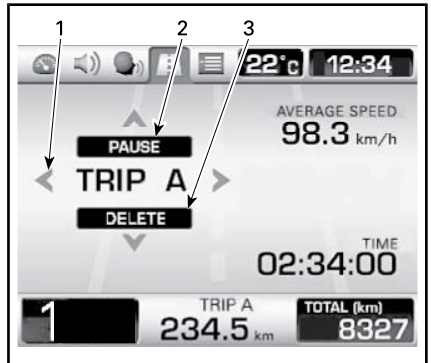 1 2 3
22°c 12:34
AVERAGE SPEED
98.3 km/h
PAUSE
TRIP A
DELETE
TIME
02:34:00
1
TRIP A
234.5 km
TOTAL (km)
8327